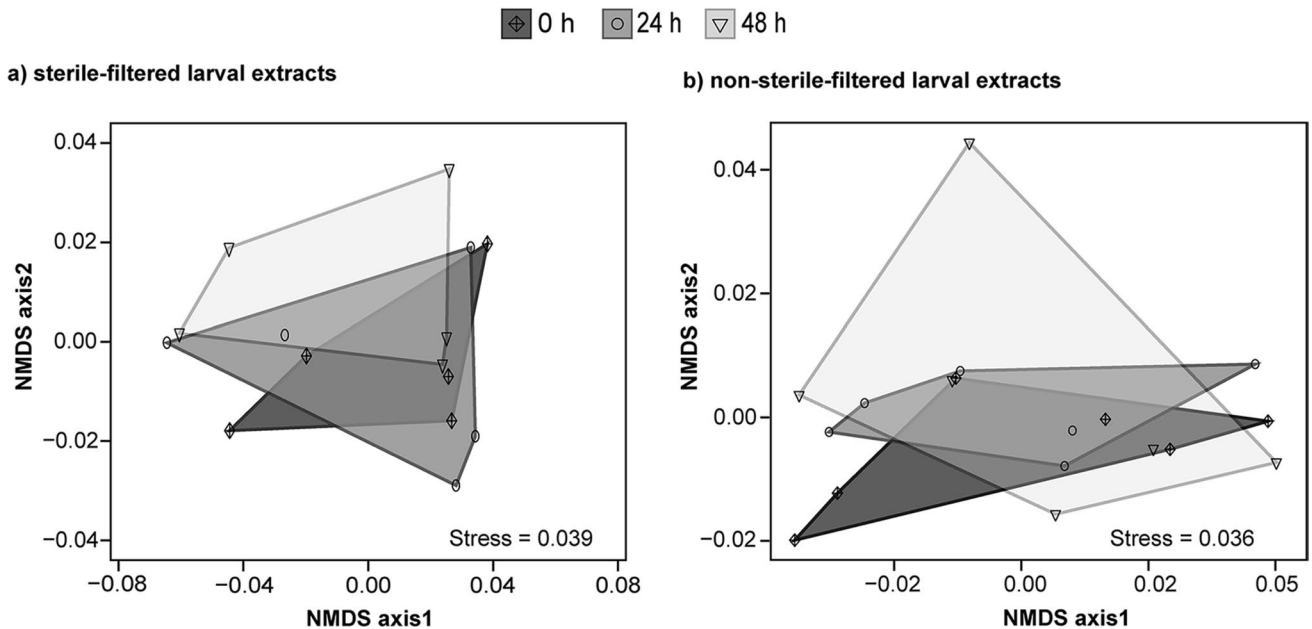 0 h 24 h 48 h
a) sterile-filtered larval extracts
b) non-sterile-filtered larval extracts
NMDS axis2
0.04
0.02
0.00
−0.02
−0.04
Stress = 0.039
−0.08 −0.04 0.00 0.04 0.08
NMDS axis1
NMDS axis2
0.04
0.02
0.00
−0.02
Stress = 0.036
−0.02 0.00 0.02 0.05
NMDS axis1